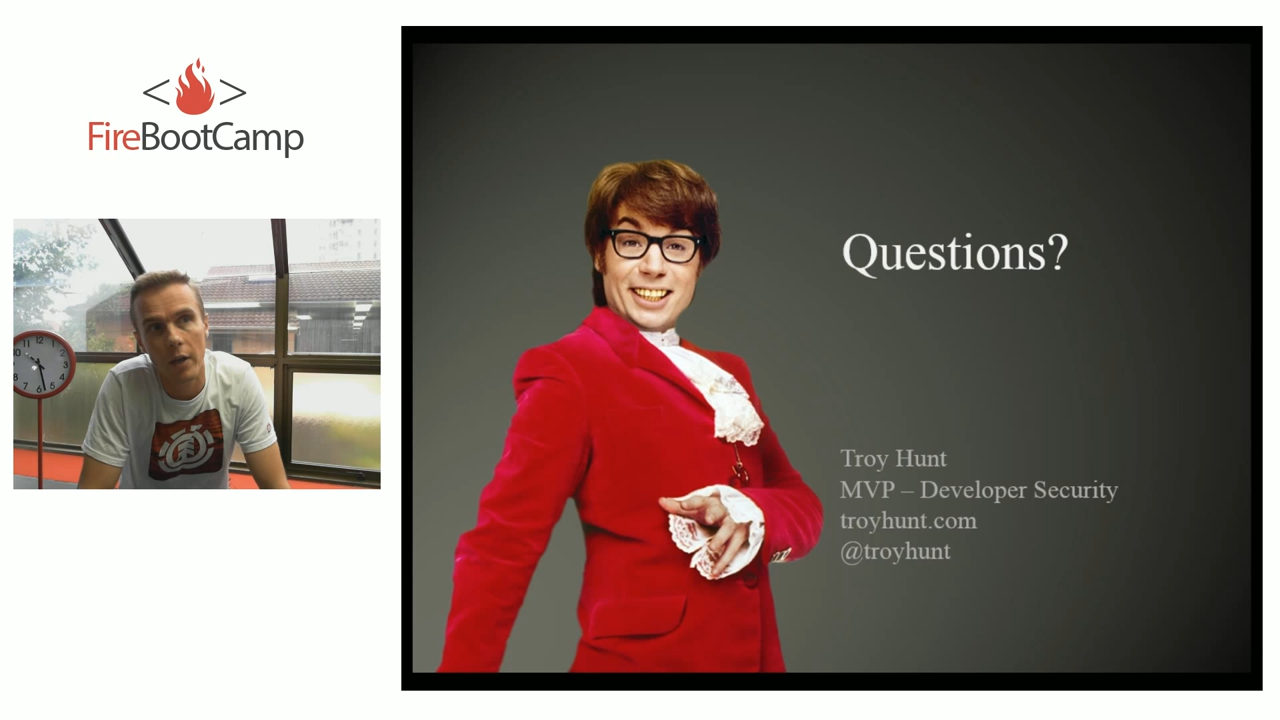 <FireBootCamp>
Questions?
Troy Hunt
MVP – Developer Security
troyhunt.com
@troyhunt